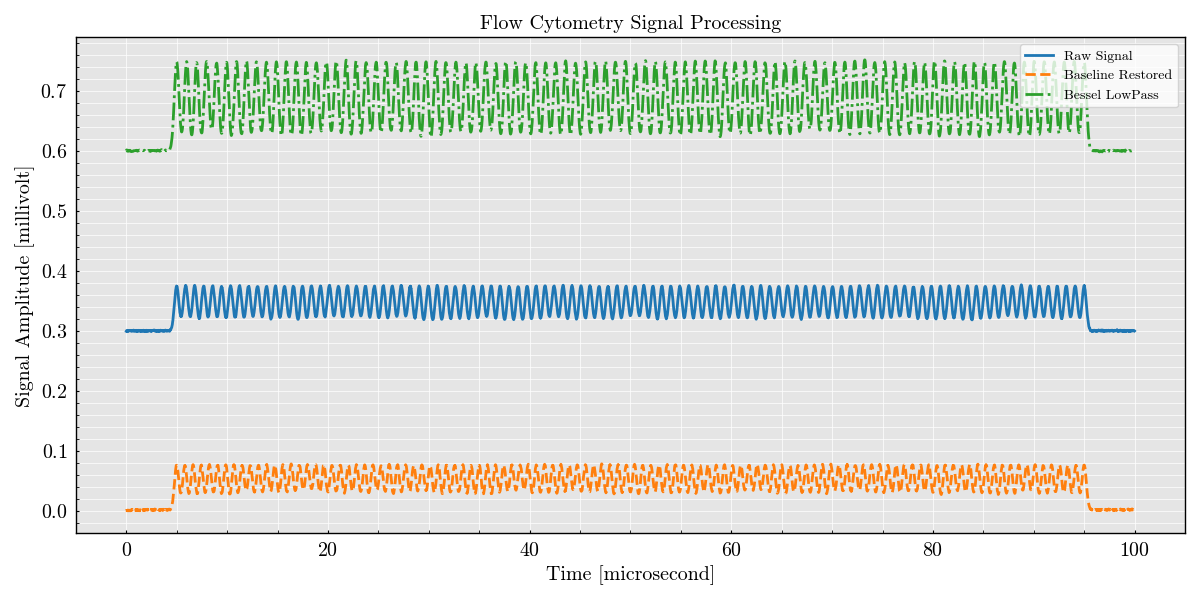 Flow Cytometry Signal Processing
Raw Signal
Baseline Restored
Bessel LowPass
Signal Amplitude [millivolt]
0.7
0.6
0.5
0.4
0.3
0.2
0.1
0.0
0 20 40 60 80 100
Time [microsecond]